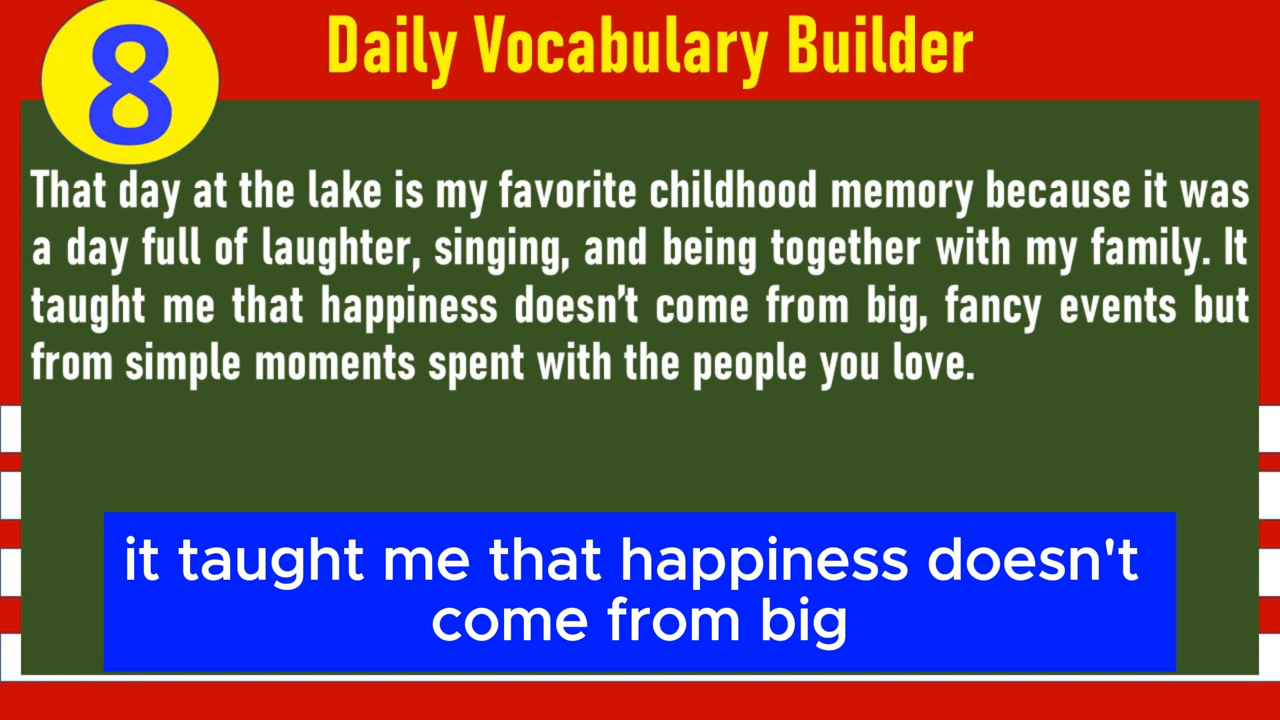 8
Daily Vocabulary Builder
That day at the lake is my favorite childhood memory because it was
a day full of laughter, singing, and being together with my family. It
taught me that happiness doesn’t come from big, fancy events but
from simple moments spent with the people you love.
it taught me that happiness doesn't
come from big